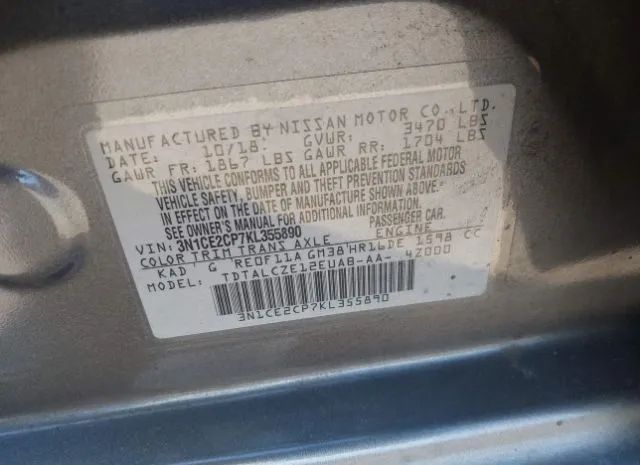 MANUFACTURED BY NISSAN MOTOR CO., LTD.
DATE: 10/18 GVWR: 3470 LBS
GAWR FR: 1867 LBS GAWR RR: 1704 LBS
THIS VEHICLE CONFORMS TO ALL APPLICABLE FEDERAL MOTOR
VEHICLE SAFETY, BUMPER AND THEFT PREVENTION STANDARDS
IN EFFECT ON THE DATE OF MANUFACTURE SHOWN ABOVE.
SEE OWNER'S MANUAL FOR ADDITIONAL INFORMATION.
VIN: 3N1CE2CP7KL355890 PASSENGER CAR
COLOR TRIM TRANS AXLE ENGINE
KAD G RE0F11A GM38 HR16DE 1598 CC
MODEL: TDTALCZE12EUAB-AA- 42000
3N1CE2CP7KL355890